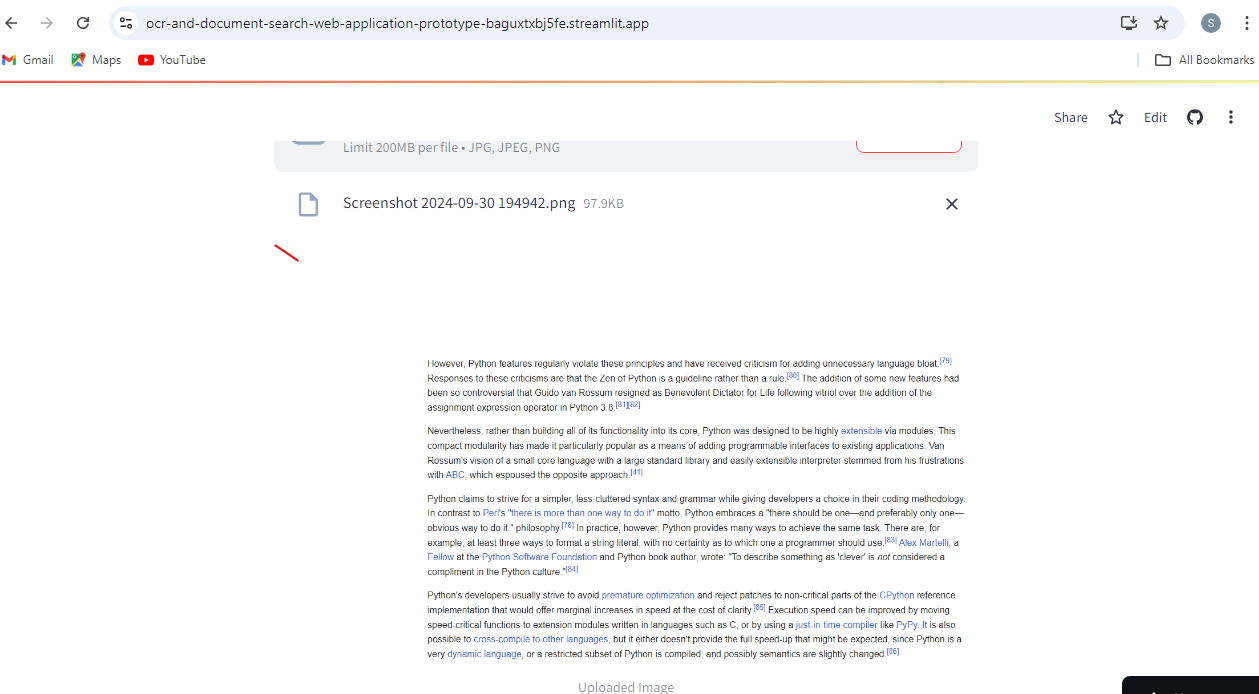 ocr-and-document-search-web-application-prototype-baguxtxbj5fe.streamlit.app
S
Gmail
Maps
YouTube
All Bookmarks
Share
Edit
Limit 200MB per file • JPG, JPEG, PNG
Screenshot 2024-09-30 194942.png 97.9KB
However, Python features regularly violate these principles and have received criticism for adding unnecessary language bloat.[79]
Responses to these criticisms are that the Zen of Python is a guideline rather than a rule.[80] The addition of some new features had
been so controversial that Guido van Rossum resigned as Benevolent Dictator for Life following vitriol over the addition of the
assignment expression operator in Python 3.8.[81][82]
Nevertheless, rather than building all of its functionality into its core, Python was designed to be highly extensible via modules. This
compact modularity has made it particularly popular as a means of adding programmable interfaces to existing applications. Van
Rossum's vision of a small core language with a large standard library and easily extensible interpreter stemmed from his frustrations
with ABC, which espoused the opposite approach.[41]
Python claims to strive for a simpler, less-cluttered syntax and grammar while giving developers a choice in their coding methodology.
In contrast to Perl's "there is more than one way to do it" motto, Python embraces a "there should be one—and preferably only one—
obvious way to do it." philosophy.[78] In practice, however, Python provides many ways to achieve the same task. There are, for
example, at least three ways to format a string literal, with no certainty as to which one a programmer should use.[83] Alex Martelli, a
Fellow at the Python Software Foundation and Python book author, wrote: "To describe something as 'clever' is not considered a
compliment in the Python culture."[84]
Python's developers usually strive to avoid premature optimization and reject patches to non-critical parts of the CPython reference
implementation that would offer marginal increases in speed at the cost of clarity.[85] Execution speed can be improved by moving
speed-critical functions to extension modules written in languages such as C, or by using a just-in-time compiler like PyPy. It is also
possible to cross-compile to other languages, but it either doesn't provide the full speed-up that might be expected, since Python is a
very dynamic language, or a restricted subset of Python is compiled, and possibly semantics are slightly changed.[86]
Uploaded Image